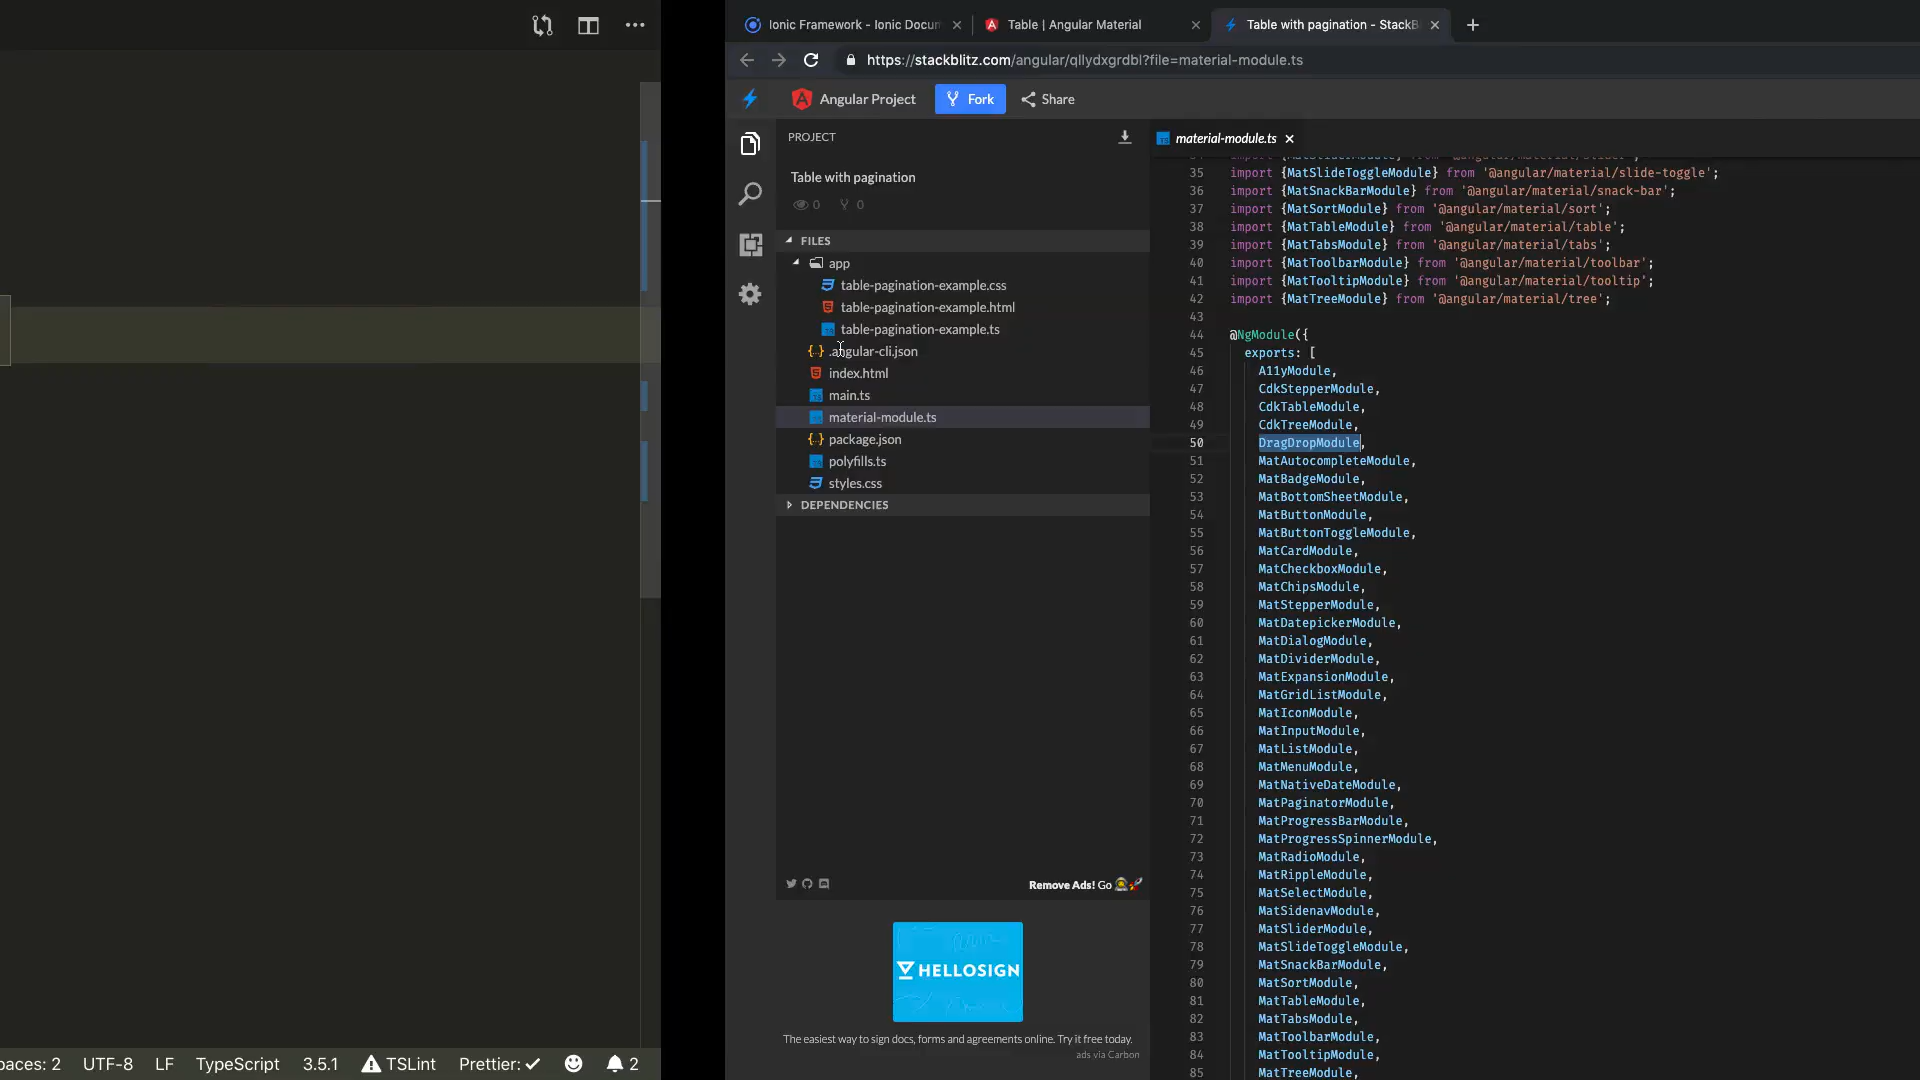 paces: 2 UTF-8 LF TypeScript 3.5.1 TSLint Prettier: 2
Ionic Framework - Ionic Docum
Table | Angular Material
Table with pagination - StackB
https://stackblitz.com/angular/qllydxgrdbl?file=material-module.ts
Angular Project
Fork
Share
PROJECT
Table with pagination
0 0
FILES
app
table-pagination-example.css
table-pagination-example.html
table-pagination-example.ts
.angular-cli.json
index.html
main.ts
material-module.ts
package.json
polyfills.ts
styles.css
DEPENDENCIES
Remove Ads! Go
HELLOSIGN
The easiest way to sign docs, forms and agreements online. Try it free today.
ads via Carbon
material-module.ts
35 import {MatSlideToggleModule} from '@angular/material/slide-toggle';
36 import {MatSnackBarModule} from '@angular/material/snack-bar';
37 import {MatSortModule} from '@angular/material/sort';
38 import {MatTableModule} from '@angular/material/table';
39 import {MatTabsModule} from '@angular/material/tabs';
40 import {MatToolbarModule} from '@angular/material/toolbar';
41 import {MatTooltipModule} from '@angular/material/tooltip';
42 import {MatTreeModule} from '@angular/material/tree';
43
44 @NgModule({
45 exports: [
46 A11yModule,
47 CdkStepperModule,
48 CdkTableModule,
49 CdkTreeModule,
50 DragDropModule,
51 MatAutocompleteModule,
52 MatBadgeModule,
53 MatBottomSheetModule,
54 MatButtonModule,
55 MatButtonToggleModule,
56 MatCardModule,
57 MatCheckboxModule,
58 MatChipsModule,
59 MatStepperModule,
60 MatDatepickerModule,
61 MatDialogModule,
62 MatDividerModule,
63 MatExpansionModule,
64 MatGridListModule,
65 MatIconModule,
66 MatInputModule,
67 MatListModule,
68 MatMenuModule,
69 MatNativeDateModule,
70 MatPaginatorModule,
71 MatProgressBarModule,
72 MatProgressSpinnerModule,
73 MatRadioModule,
74 MatRippleModule,
75 MatSelectModule,
76 MatSidenavModule,
77 MatSliderModule,
78 MatSlideToggleModule,
79 MatSnackBarModule,
80 MatSortModule,
81 MatTableModule,
82 MatTabsModule,
83 MatToolbarModule,
84 MatTooltipModule,
85 MatTreeModule,